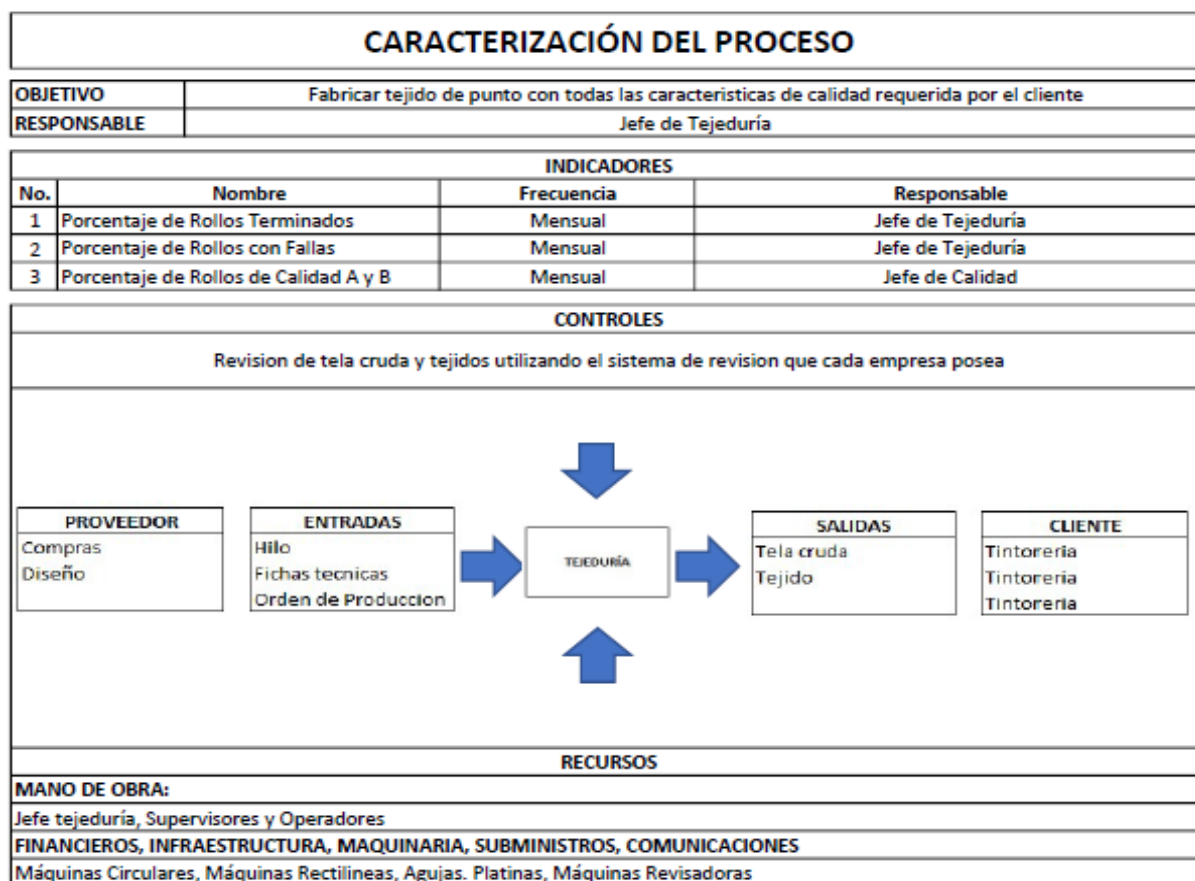 CARACTERIZACIÓN DEL PROCESO
OBJETIVO Fabricar tejido de punto con todas las caracteristicas de calidad requerida por el cliente
RESPONSABLE Jefe de Tejeduría
INDICADORES
No. Nombre Frecuencia Responsable
1 Porcentaje de Rollos Terminados Mensual Jefe de Tejeduría
2 Porcentaje de Rollos con Fallas Mensual Jefe de Tejeduría
3 Porcentaje de Rollos de Calidad A y B Mensual Jefe de Calidad
CONTROLES
Revision de tela cruda y tejidos utilizando el sistema de revision que cada empresa posea
PROVEEDOR
Compras
Diseño
ENTRADAS
Hilo
Fichas tecnicas
Orden de Produccion
TEJEDURÍA
SALIDAS
Tela cruda
Tejido
CLIENTE
Tintoreria
Tintoreria
Tintoreria
RECURSOS
MANO DE OBRA:
Jefe tejeduría, Supervisores y Operadores
FINANCIEROS, INFRAESTRUCTURA, MAQUINARIA, SUBMINISTROS, COMUNICACIONES
Máquinas Circulares, Máquinas Rectilineas, Agujas. Platinas, Máquinas Revisadoras